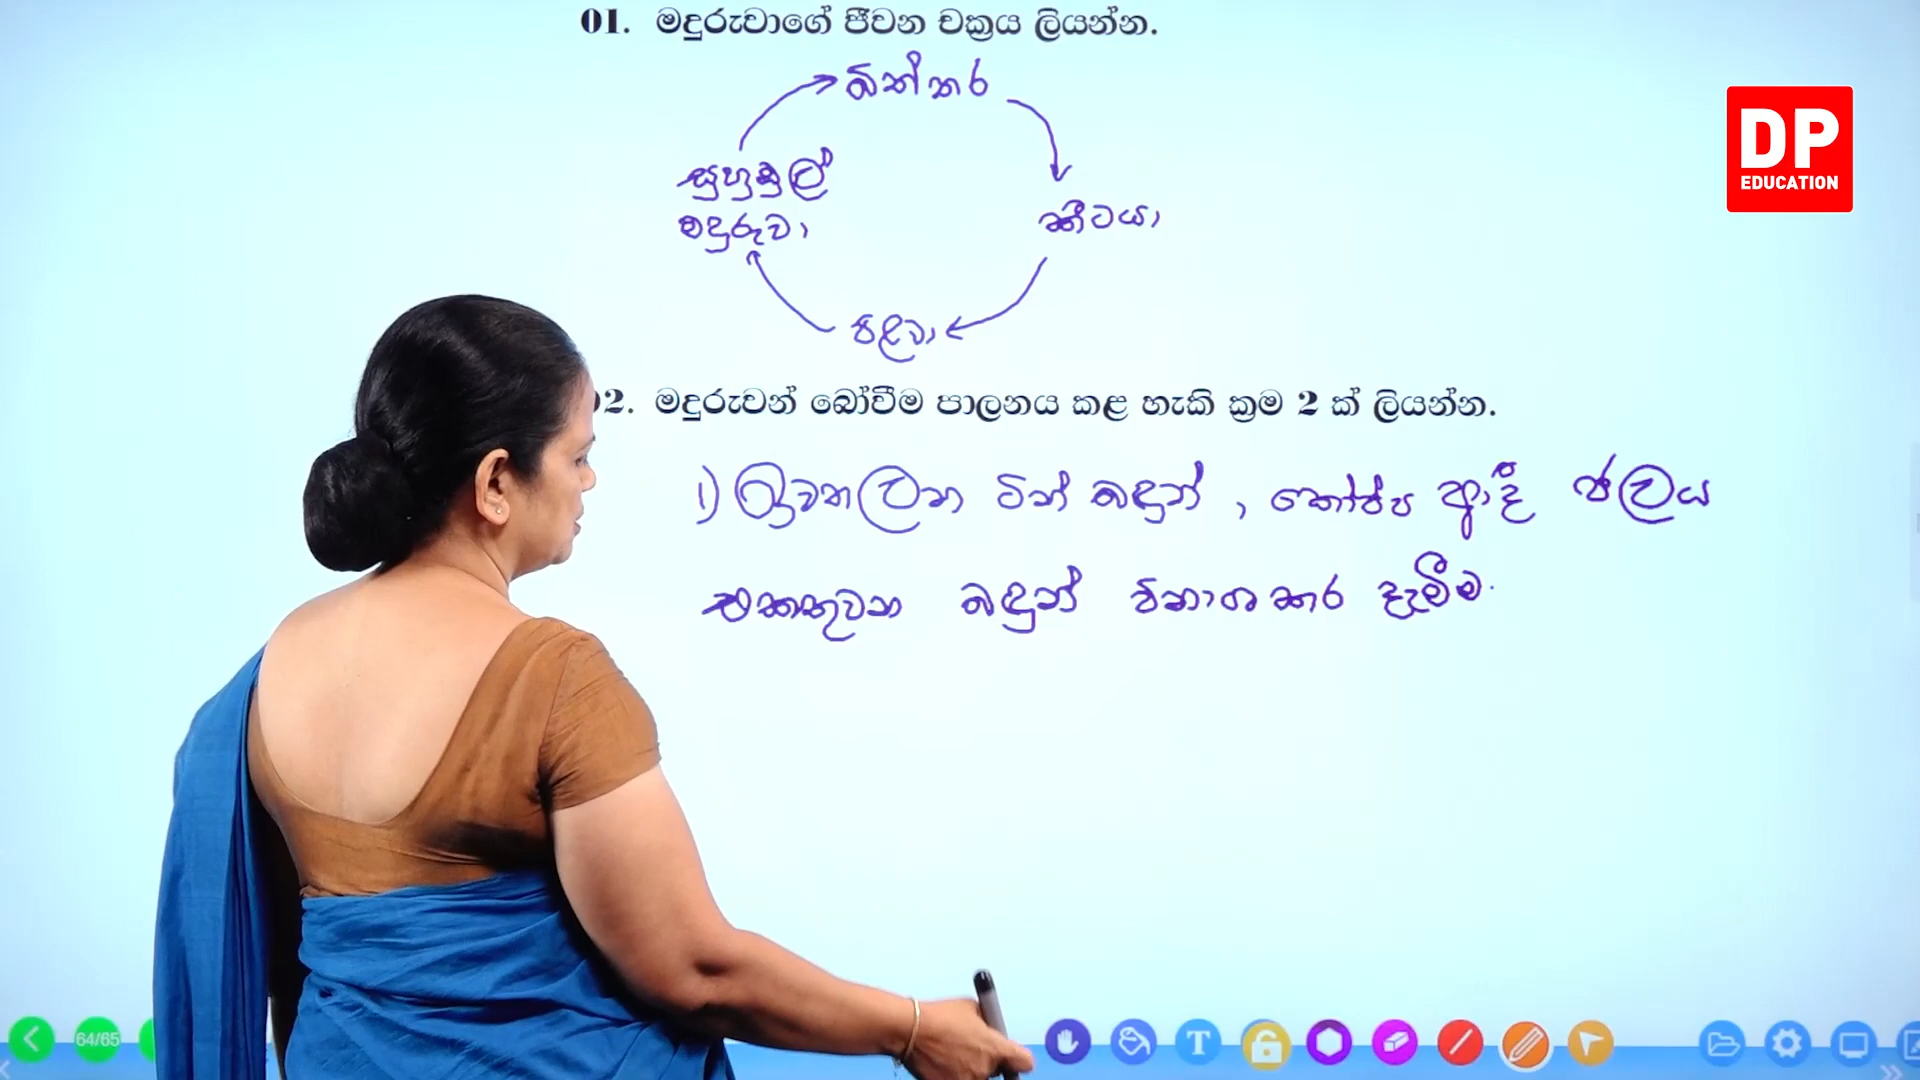 01. මදුරුවාගේ ජීවන චක්‍රය ලියන්න.
බිත්තර
සුහුඹුල්
මදුරුවා
කීටයා
පිළවා
02. මදුරුවන් බෝවීම පාලනය කළ හැකි ක්‍රම 2 ක් ලියන්න.
1) ඉවතලන ටින් බඳුන් , කෝප්ප ආදී ජලය
එකතුවන බඳුන් විනාශකර දැමීම.
DP
EDUCATION
64/65
T